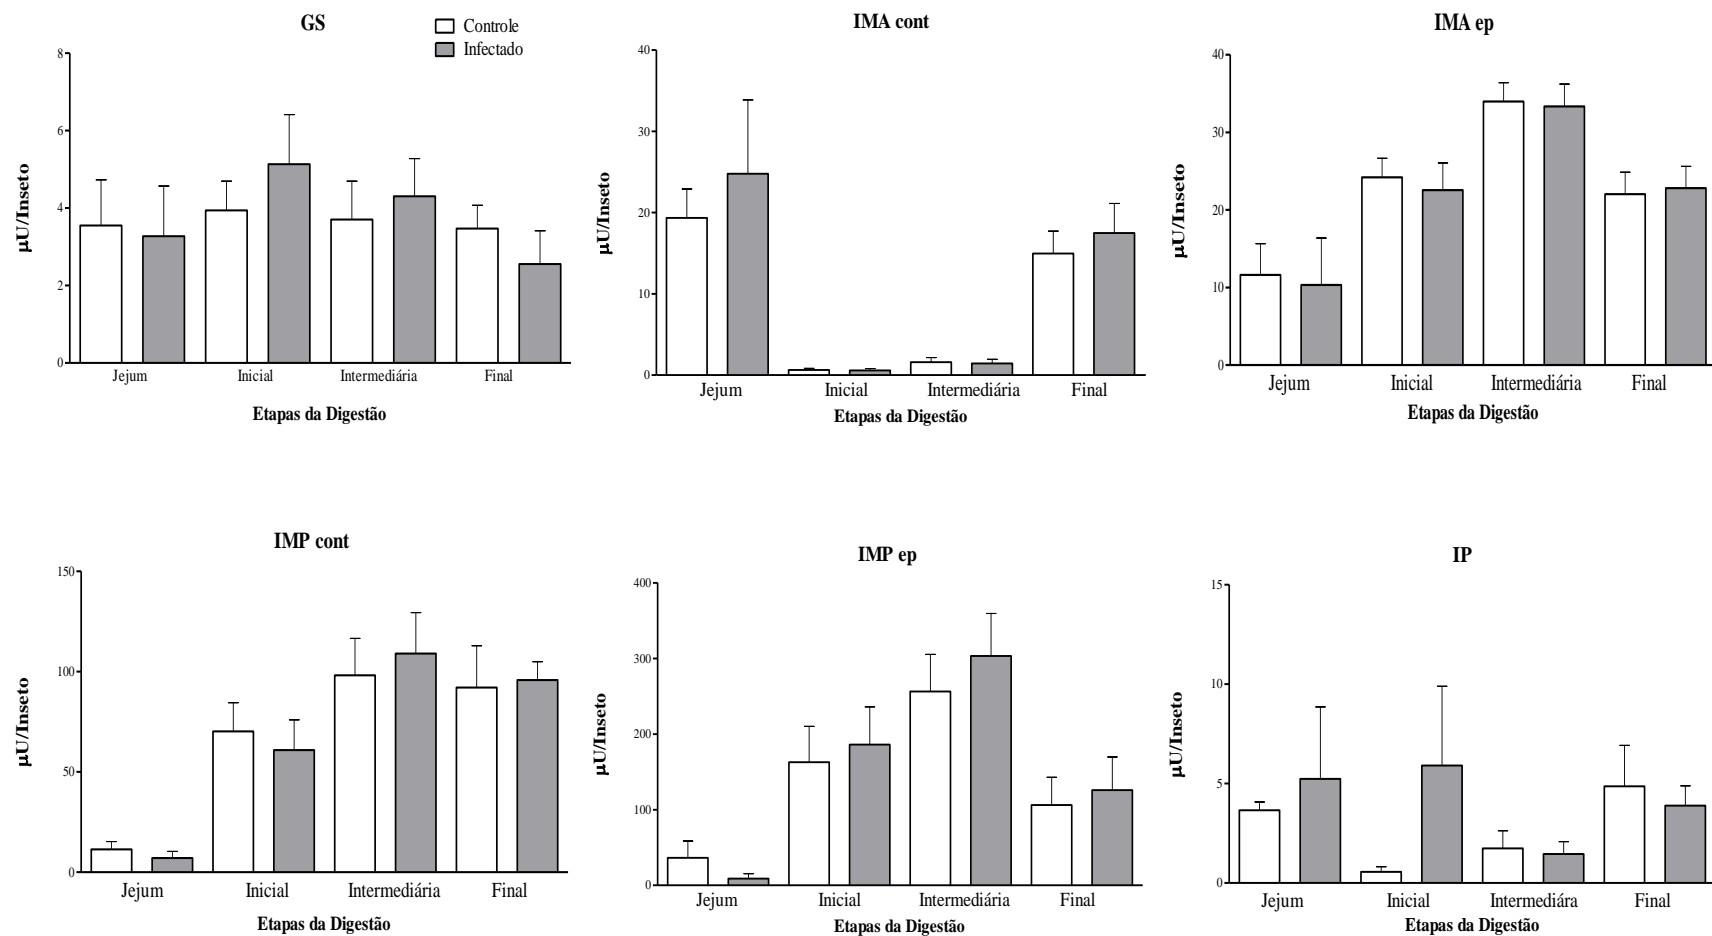 GS
Controle
Infectado
8
6
4
2
0
μU/Inseto
Jejum Inicial Intermediária Final
Etapas da Digestão
IMA cont
40
30
20
10
0
μU/Inseto
Jejum Inicial Intermediária Final
Etapas da Digestão
IMA ep
40
30
20
10
0
μU/Inseto
Jejum Inicial Intermediária Final
Etapas da Digestão
IMP cont
150
100
50
0
μU/Inseto
Jejum Inicial Intermediária Final
Etapas da Digestão
IMP ep
400
300
200
100
0
μU/Inseto
Jejum Inicial Intermediária Final
Etapas da Digestão
IP
15
10
5
0
μU/Inseto
Jejum Inicial Intermediára Final
Etapas da Digestão